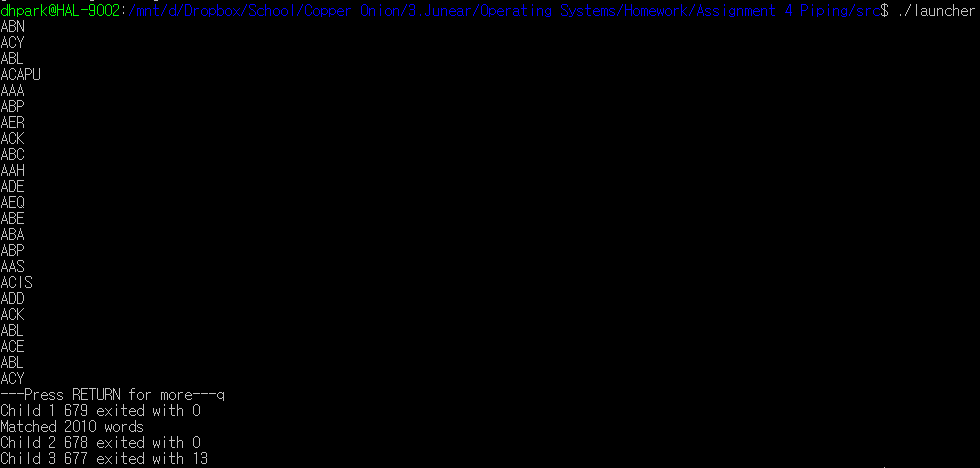 dhpark@HAL-9002:/mnt/d/Dropbox/School/Copper Onion/3.Junear/Operating Systems/Homework/Assignment 4 Piping/src$ ./launcher
ABN
ACY
ABL
ACAPU
AAA
ABP
AER
ACK
ABC
AAH
ADE
AEQ
ABE
ABA
ABP
AAS
ACIS
ADD
ACK
ABL
ACE
ABL
ACY
---Press RETURN for more---q
Child 1 679 exited with 0
Matched 2010 words
Child 2 678 exited with 0
Child 3 677 exited with 13